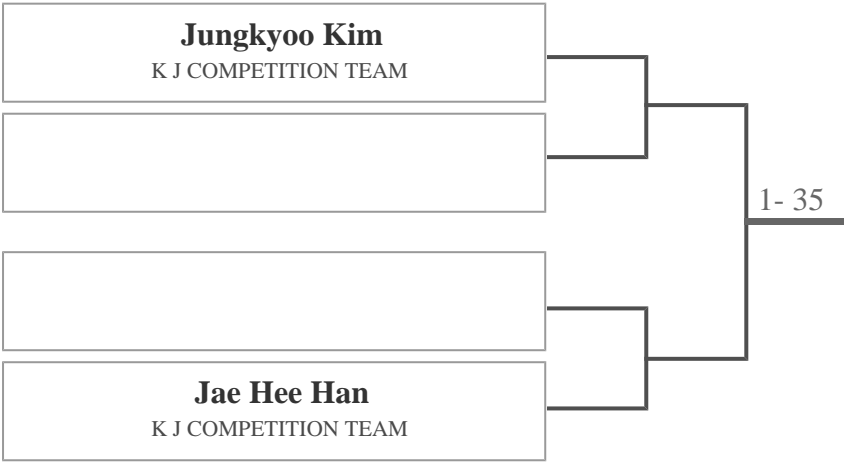 Jungkyoo Kim
K J COMPETITION TEAM
1- 35
Jae Hee Han
K J COMPETITION TEAM